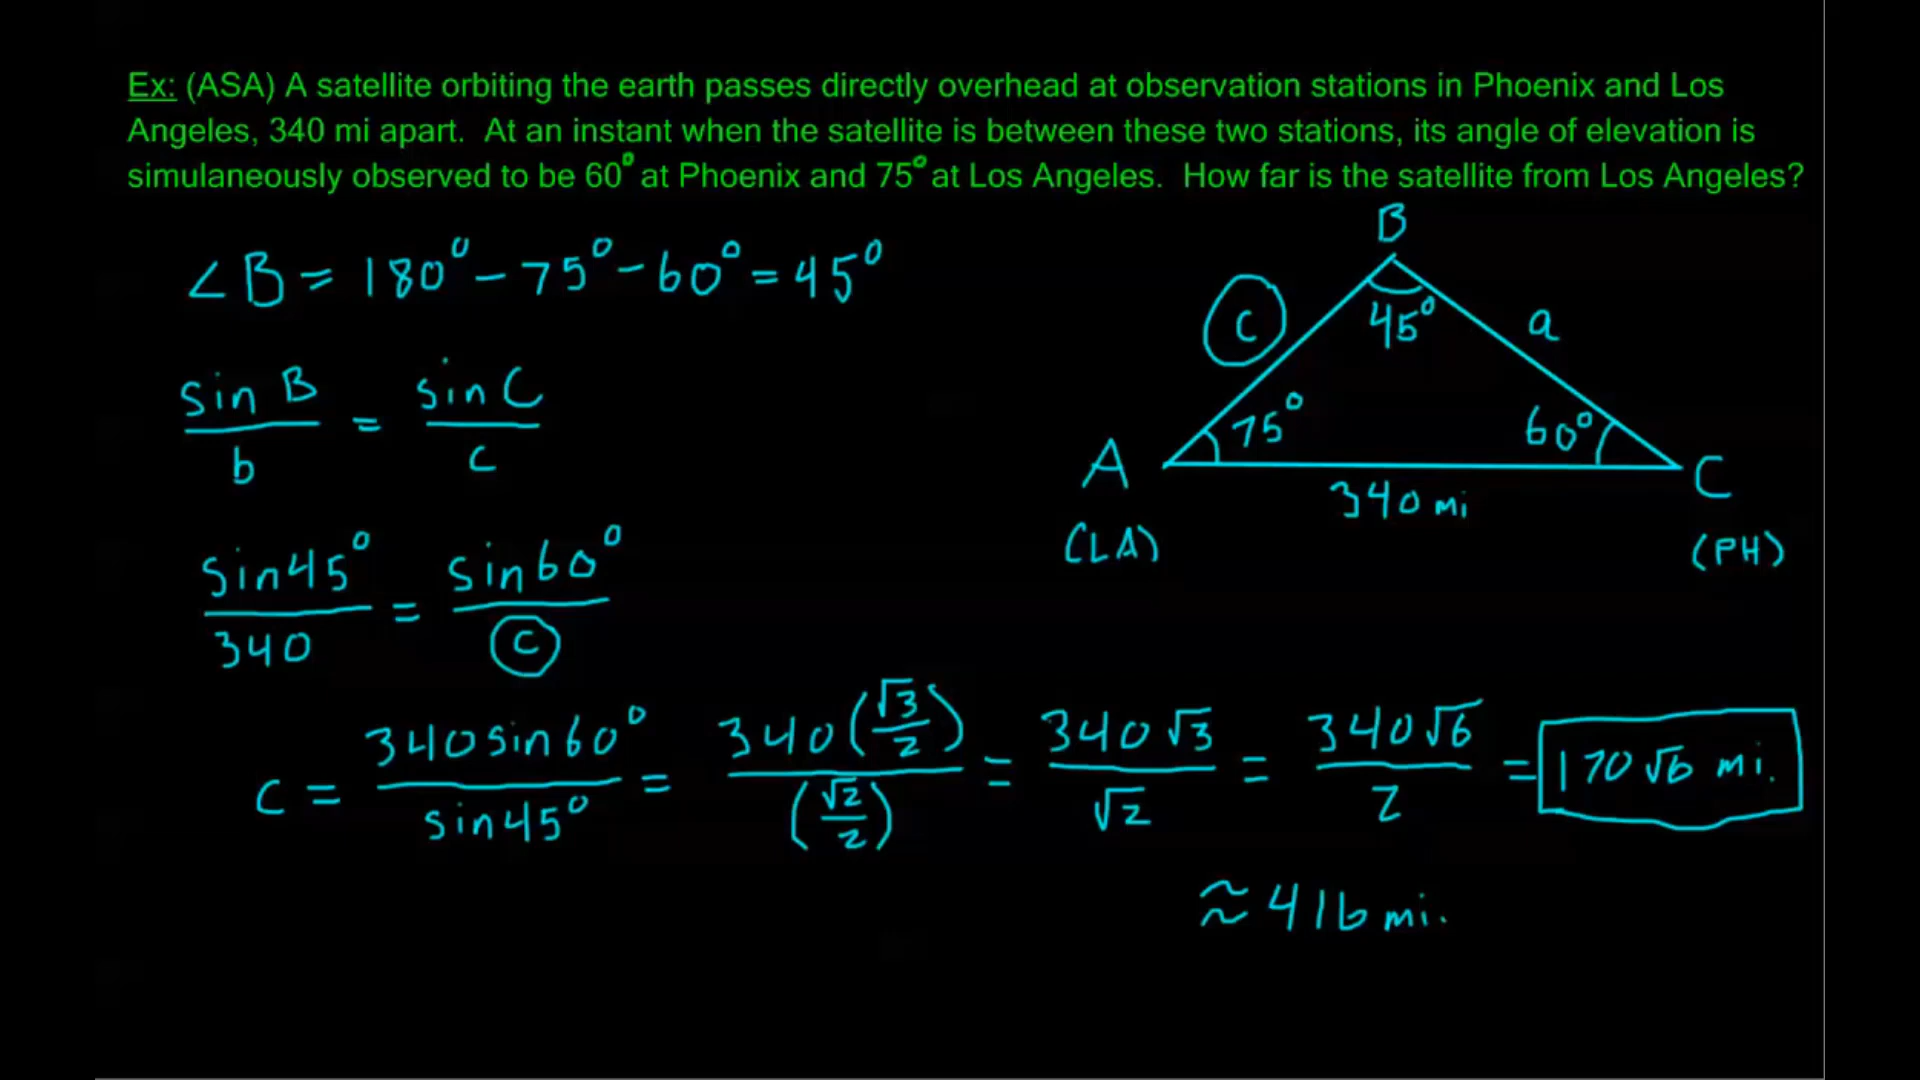 Ex: (ASA) A satellite orbiting the earth passes directly overhead at observation stations in Phoenix and Los
Angeles, 340 mi apart. At an instant when the satellite is between these two stations, its angle of elevation is
simulaneously observed to be 60° at Phoenix and 75° at Los Angeles. How far is the satellite from Los Angeles?
∠B = 180° - 75° - 60° = 45°
sin B / b = sin C / c
sin45° / 340 = sin60° / c
c = 340sin60° / sin45° = 340(√3/2) / (√2/2) = 340√3 / √2 = 340√6 / 2 = 170√6 mi.
≈ 416 mi.
B
c
45°
a
75°
60°
A
C
340 mi
(LA)
(PH)